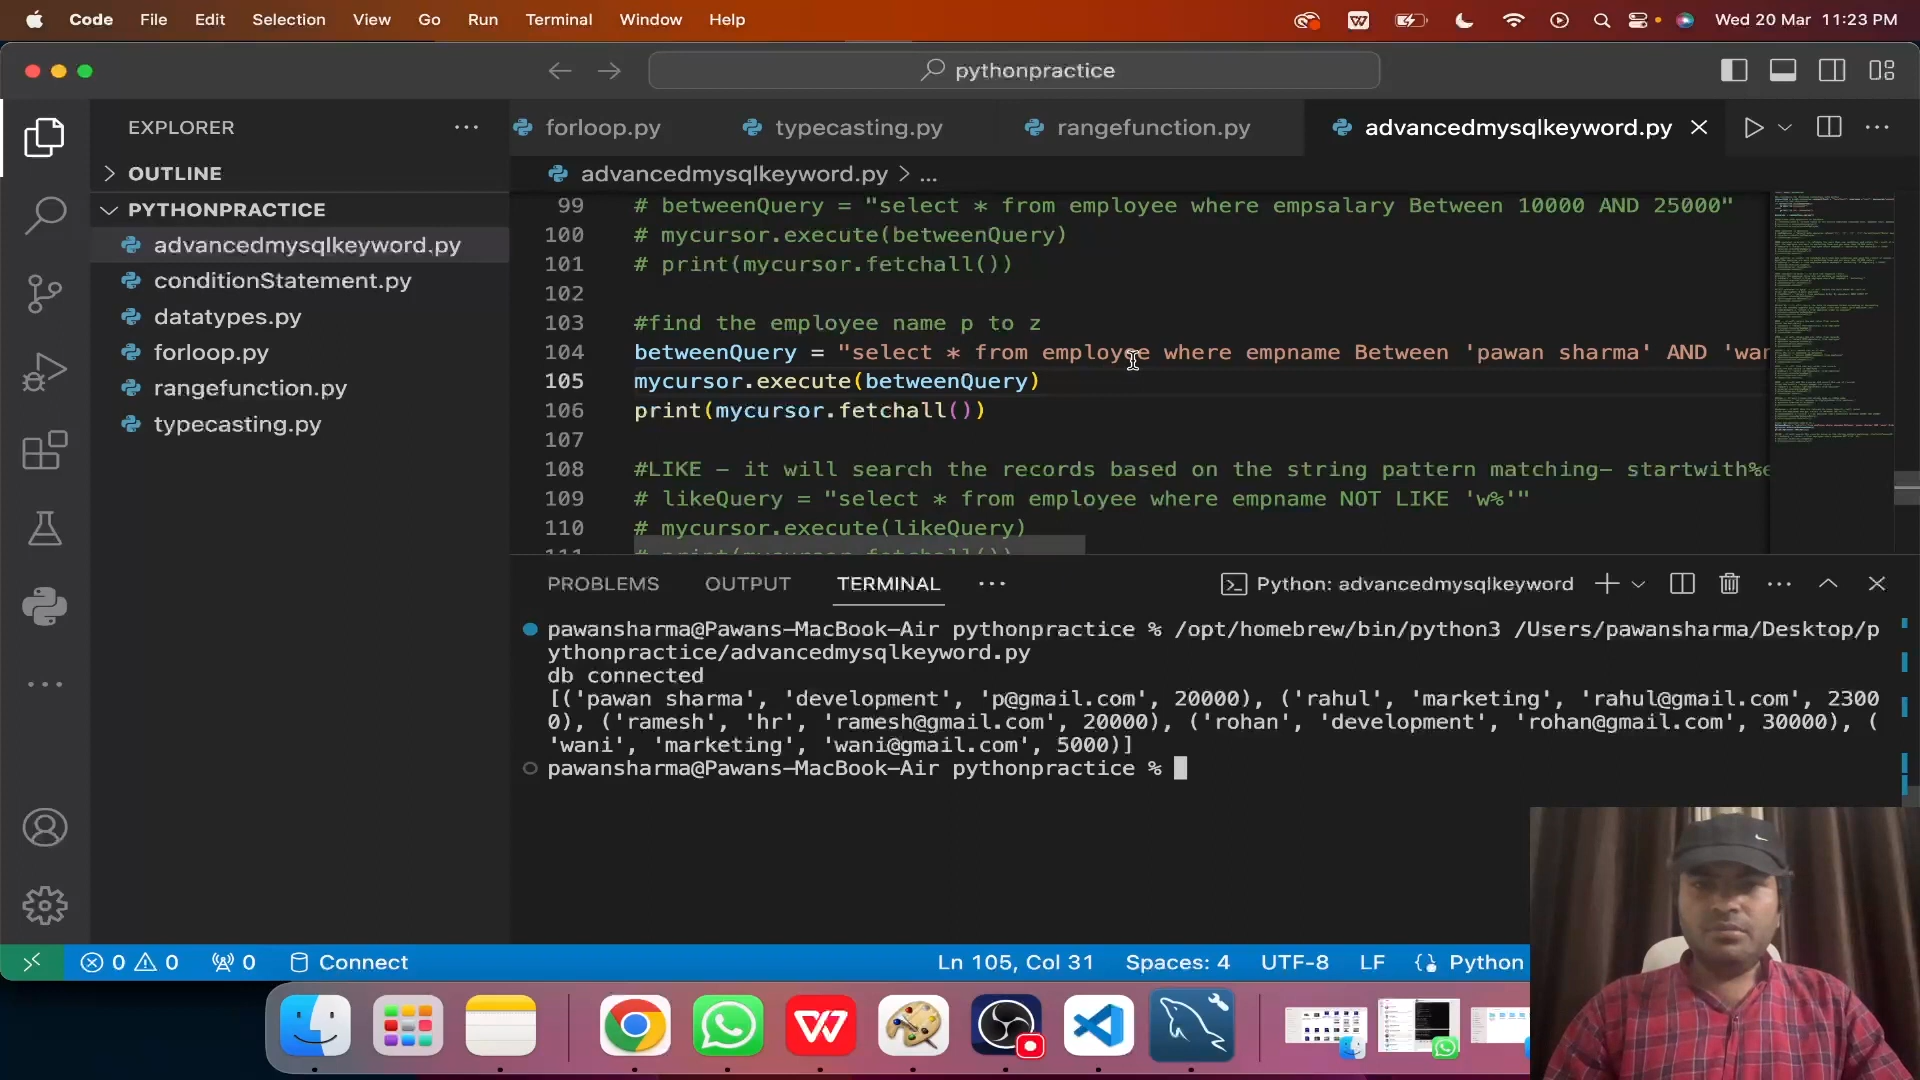 Code File Edit Selection View Go Run Terminal Window Help Wed 20 Mar 11:23 PM
pythonpractice
EXPLORER
OUTLINE
PYTHONPRACTICE
advancedmysqlkeyword.py
conditionStatement.py
datatypes.py
forloop.py
rangefunction.py
typecasting.py
forloop.py typecasting.py rangefunction.py advancedmysqlkeyword.py
advancedmysqlkeyword.py > ...
99 # betweenQuery = "select * from employee where empsalary Between 10000 AND 25000"
100 # mycursor.execute(betweenQuery)
101 # print(mycursor.fetchall())
102
103 #find the employee name p to z
104 betweenQuery = "select * from employee where empname Between 'pawan sharma' AND 'wan
105 mycursor.execute(betweenQuery)
106 print(mycursor.fetchall())
107
108 #LIKE - it will search the records based on the string pattern matching- startwith%e
109 # likeQuery = "select * from employee where empname NOT LIKE 'w%'"
110 # mycursor.execute(likeQuery)
111 # print(mycursor.fetchall())
PROBLEMS OUTPUT TERMINAL ... Python: advancedmysqlkeyword
pawansharma@Pawans-MacBook-Air pythonpractice % /opt/homebrew/bin/python3 /Users/pawansharma/Desktop/p
ythonpractice/advancedmysqlkeyword.py
db connected
[('pawan sharma', 'development', 'p@gmail.com', 20000), ('rahul', 'marketing', 'rahul@gmail.com', 2300
0), ('ramesh', 'hr', 'ramesh@gmail.com', 20000), ('rohan', 'development', 'rohan@gmail.com', 30000), (
'wani', 'marketing', 'wani@gmail.com', 5000)]
pawansharma@Pawans-MacBook-Air pythonpractice %
0 0 0 Connect Ln 105, Col 31 Spaces: 4 UTF-8 LF Python